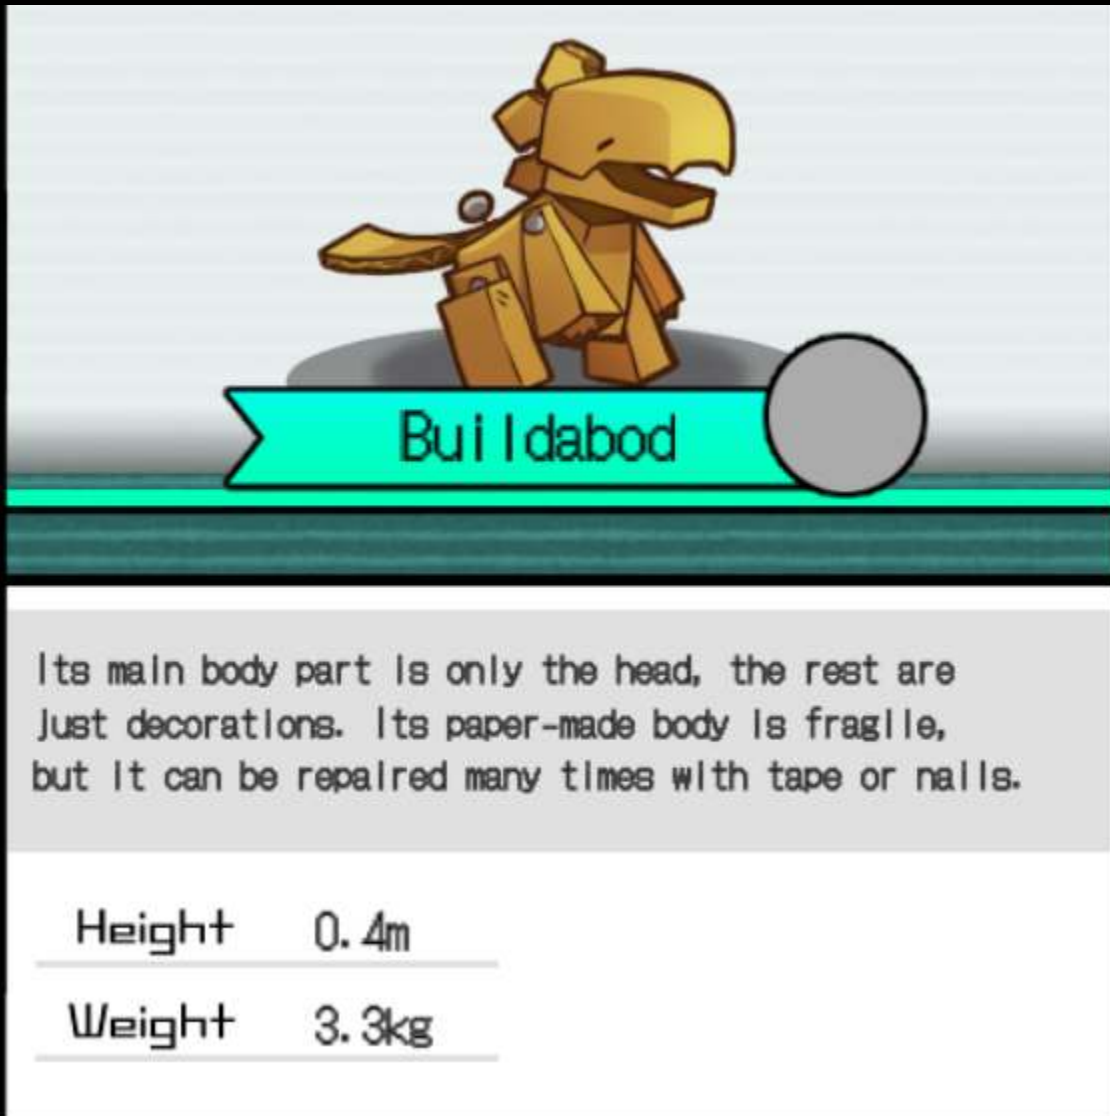 Buildabod
Its main body part is only the head, the rest are
just decorations. Its paper-made body is fragile,
but it can be repaired many times with tape or nails.
Height 0.4m
Weight 3.3kg